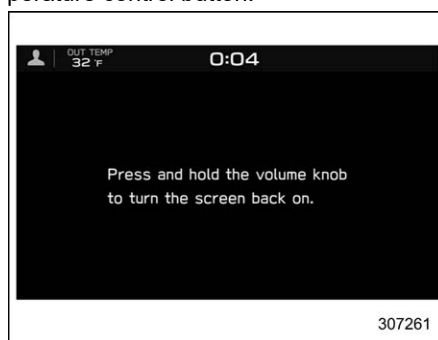 perature control button.
OUT TEMP
32 °F
0:04
Press and hold the volume knob
to turn the screen back on.
307261